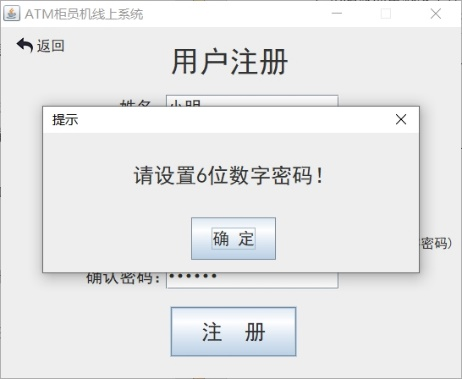 ATM柜员机线上系统
返回
用户注册
提示
请设置6位数字密码！
确 定
密码)
确认密码：••••••
注 册